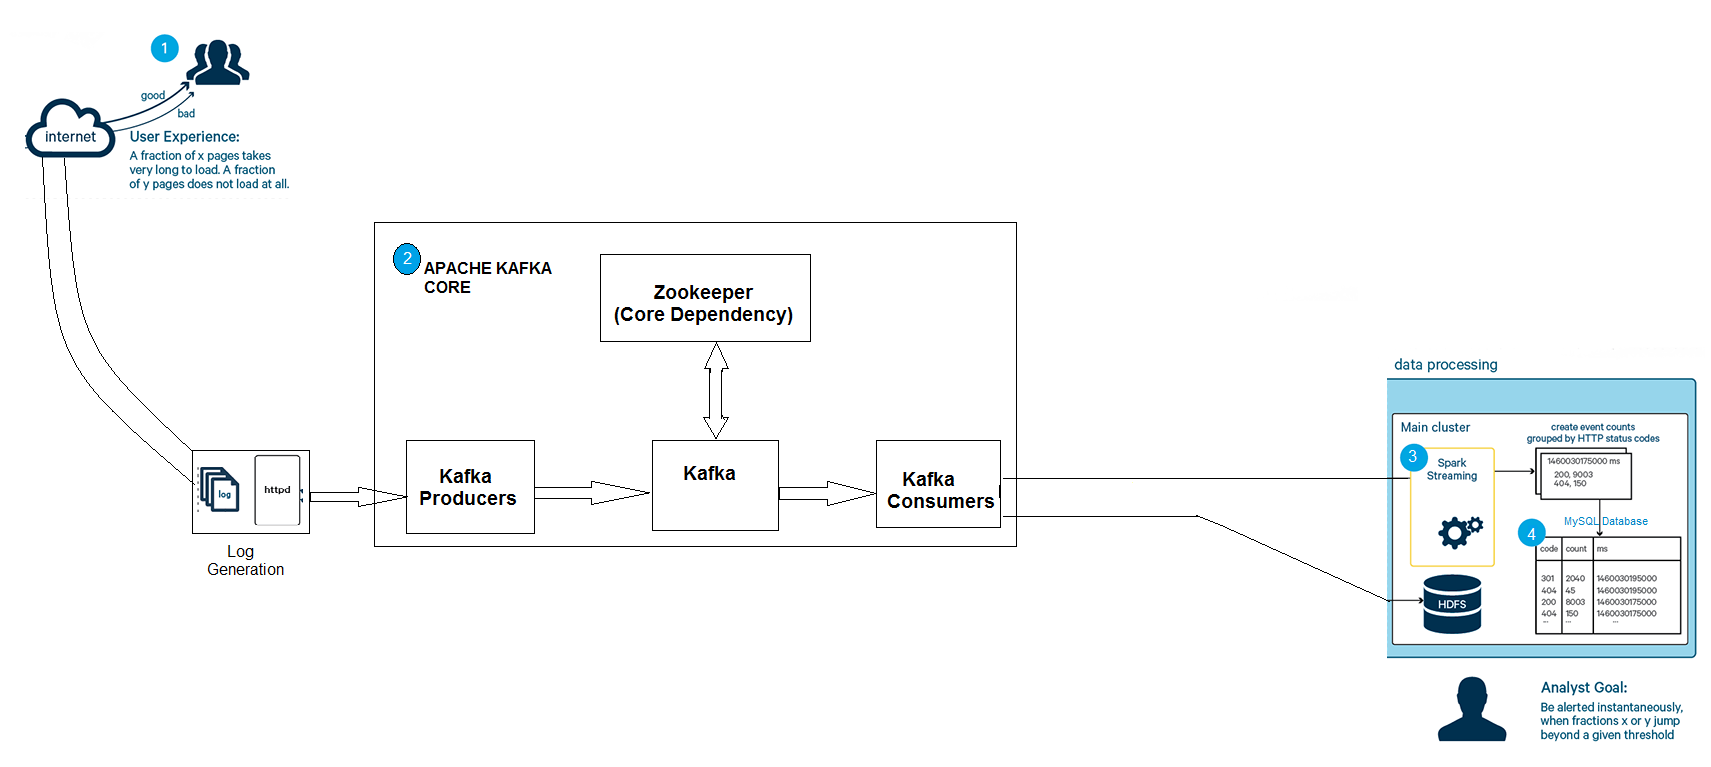 1
good
bad
internet
User Experience:
A fraction of x pages takes
very long to load. A fraction
of y pages does not load at all.
2
APACHE KAFKA
CORE
Zookeeper
(Core Dependency)
Kafka
Producers
Kafka
Kafka
Consumers
log
httpd
Log
Generation
data processing
Main cluster
create event counts
grouped by HTTP status codes
3
Spark
Streaming
1460030175000 ms
200, 9003
404, 150
MySQL Database
4
code count ms
301 2040 1460030195000
404 45 1460030195000
200 8003 1460030175000
404 150 1460030175000
... ... ...
HDFS
Analyst Goal:
Be alerted instantaneously,
when fractions x or y jump
beyond a given threshold